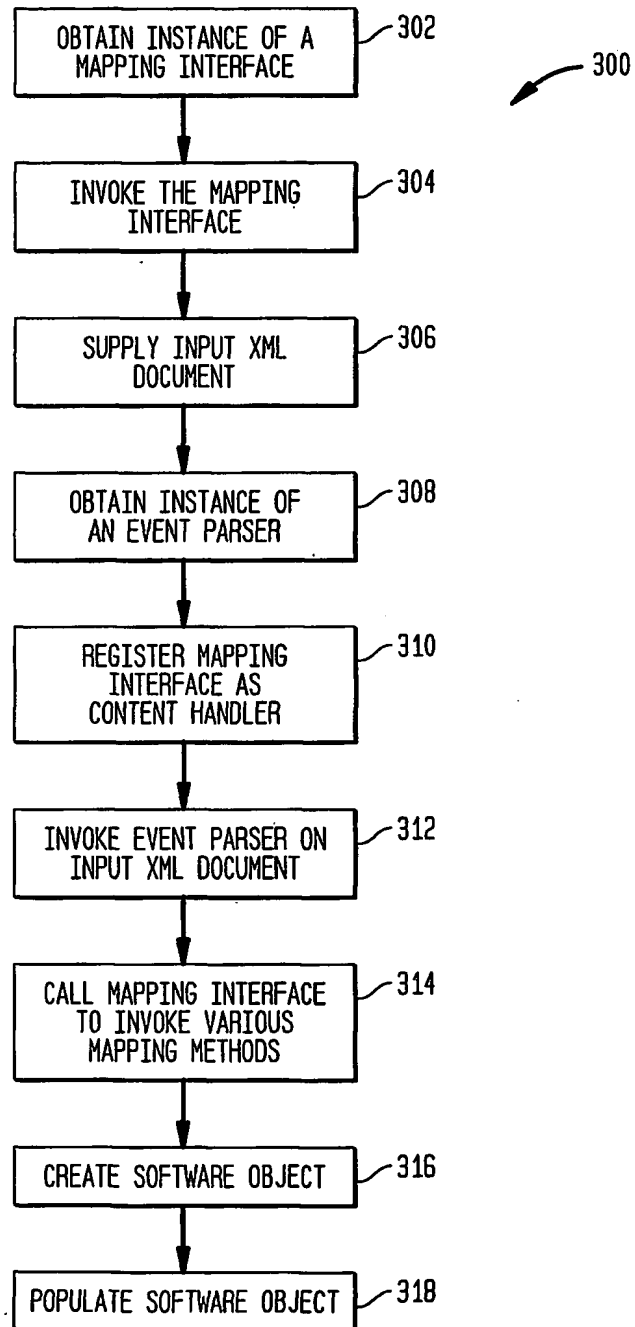 OBTAIN INSTANCE OF A
MAPPING INTERFACE
302
300
INVOKE THE MAPPING
INTERFACE
304
SUPPLY INPUT XML
DOCUMENT
306
OBTAIN INSTANCE OF
AN EVENT PARSER
308
REGISTER MAPPING
INTERFACE AS
CONTENT HANDLER
310
INVOKE EVENT PARSER ON
INPUT XML DOCUMENT
312
CALL MAPPING INTERFACE
TO INVOKE VARIOUS
MAPPING METHODS
314
CREATE SOFTWARE OBJECT
316
POPULATE SOFTWARE OBJECT
318